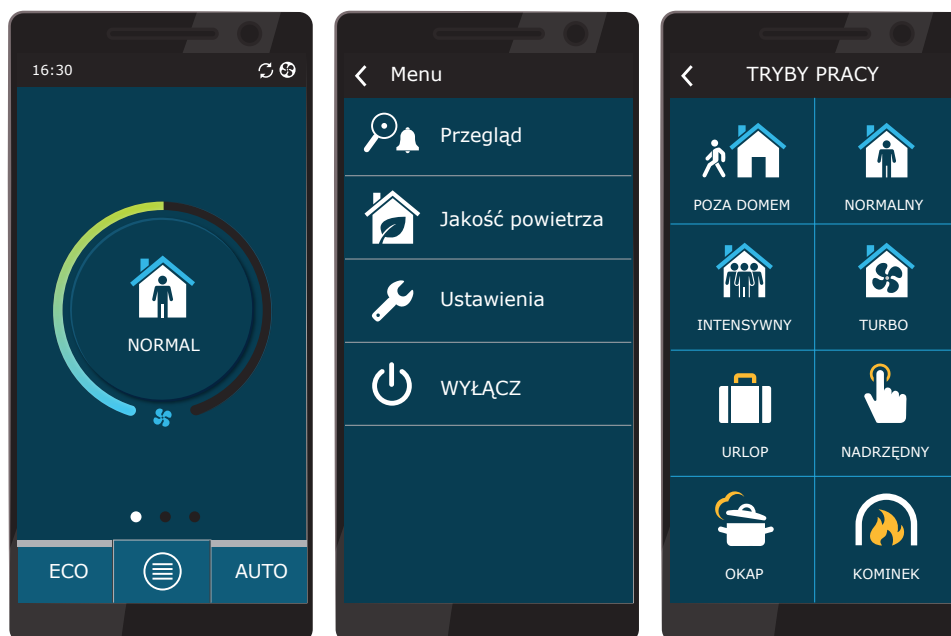 16:30
NORMAL
ECO
AUTO
Menu
Przegląd
Jakość powietrza
Ustawienia
WYŁĄCZ
TRYBY PRACY
POZA DOMEM
NORMALNY
INTENSYWNY
TURBO
URLOP
NADRZĘDNY
OKAP
KOMINEK